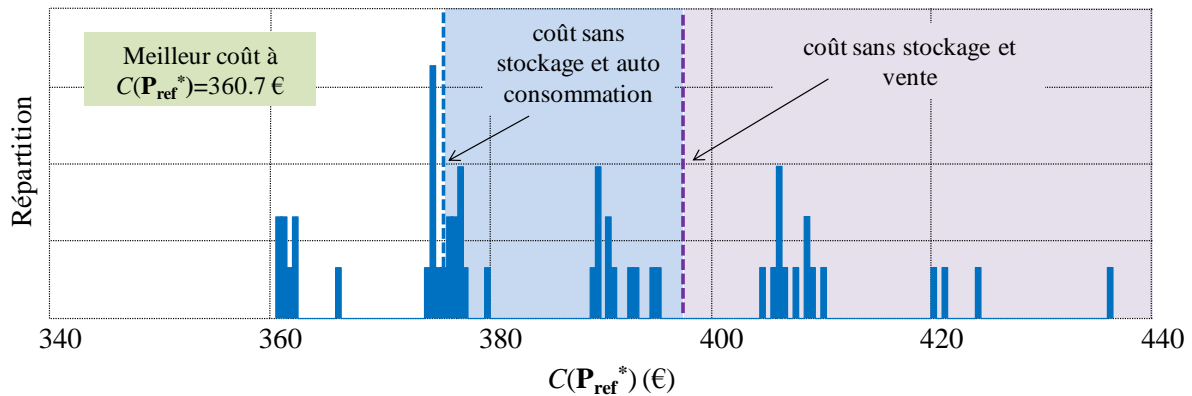 Meilleur coût à
C(Pref*)=360.7 €
coût sans
stockage et auto
consommation
coût sans stockage et
vente
Répartition
340
360
380
400
420
440
C(Pref*) (€)